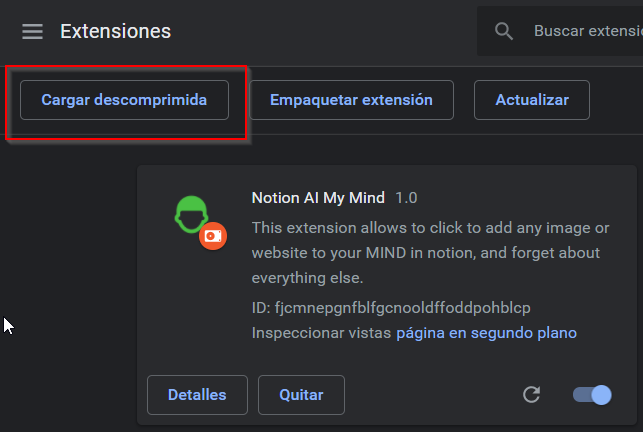 Extensiones
Buscar extensio
Cargar descomprimida
Empaquetar extensión
Actualizar
Notion AI My Mind 1.0
This extension allows to click to add any image or
website to your MIND in notion, and forget about
everything else.
ID: fjcmnepgnfblfgcnooldffoddpohblcp
Inspeccionar vistas página en segundo plano
Detalles
Quitar